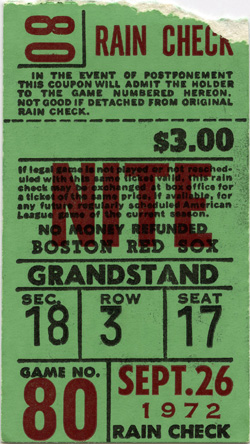 80 RAIN CHECK
IN THE EVENT OF POSTPONEMENT
THIS COUPON WILL ADMIT THE HOLDER
TO THE GAME NUMBERED HEREON.
NOT GOOD IF DETACHED FROM ORIGINAL
RAIN CHECK.
$3.00
NITE
If legal game is not played or not resched-
uled with this same ticket valid, this rain
check may be exchanged at box office for
a ticket of the same price, if available, for
any future regularly scheduled American
League game of the current season.
NO MONEY REFUNDED
BOSTON RED SOX
GRANDSTAND
SEC. ROW SEAT
18 3 17
GAME NO. SEPT. 26
80 1972
RAIN CHECK